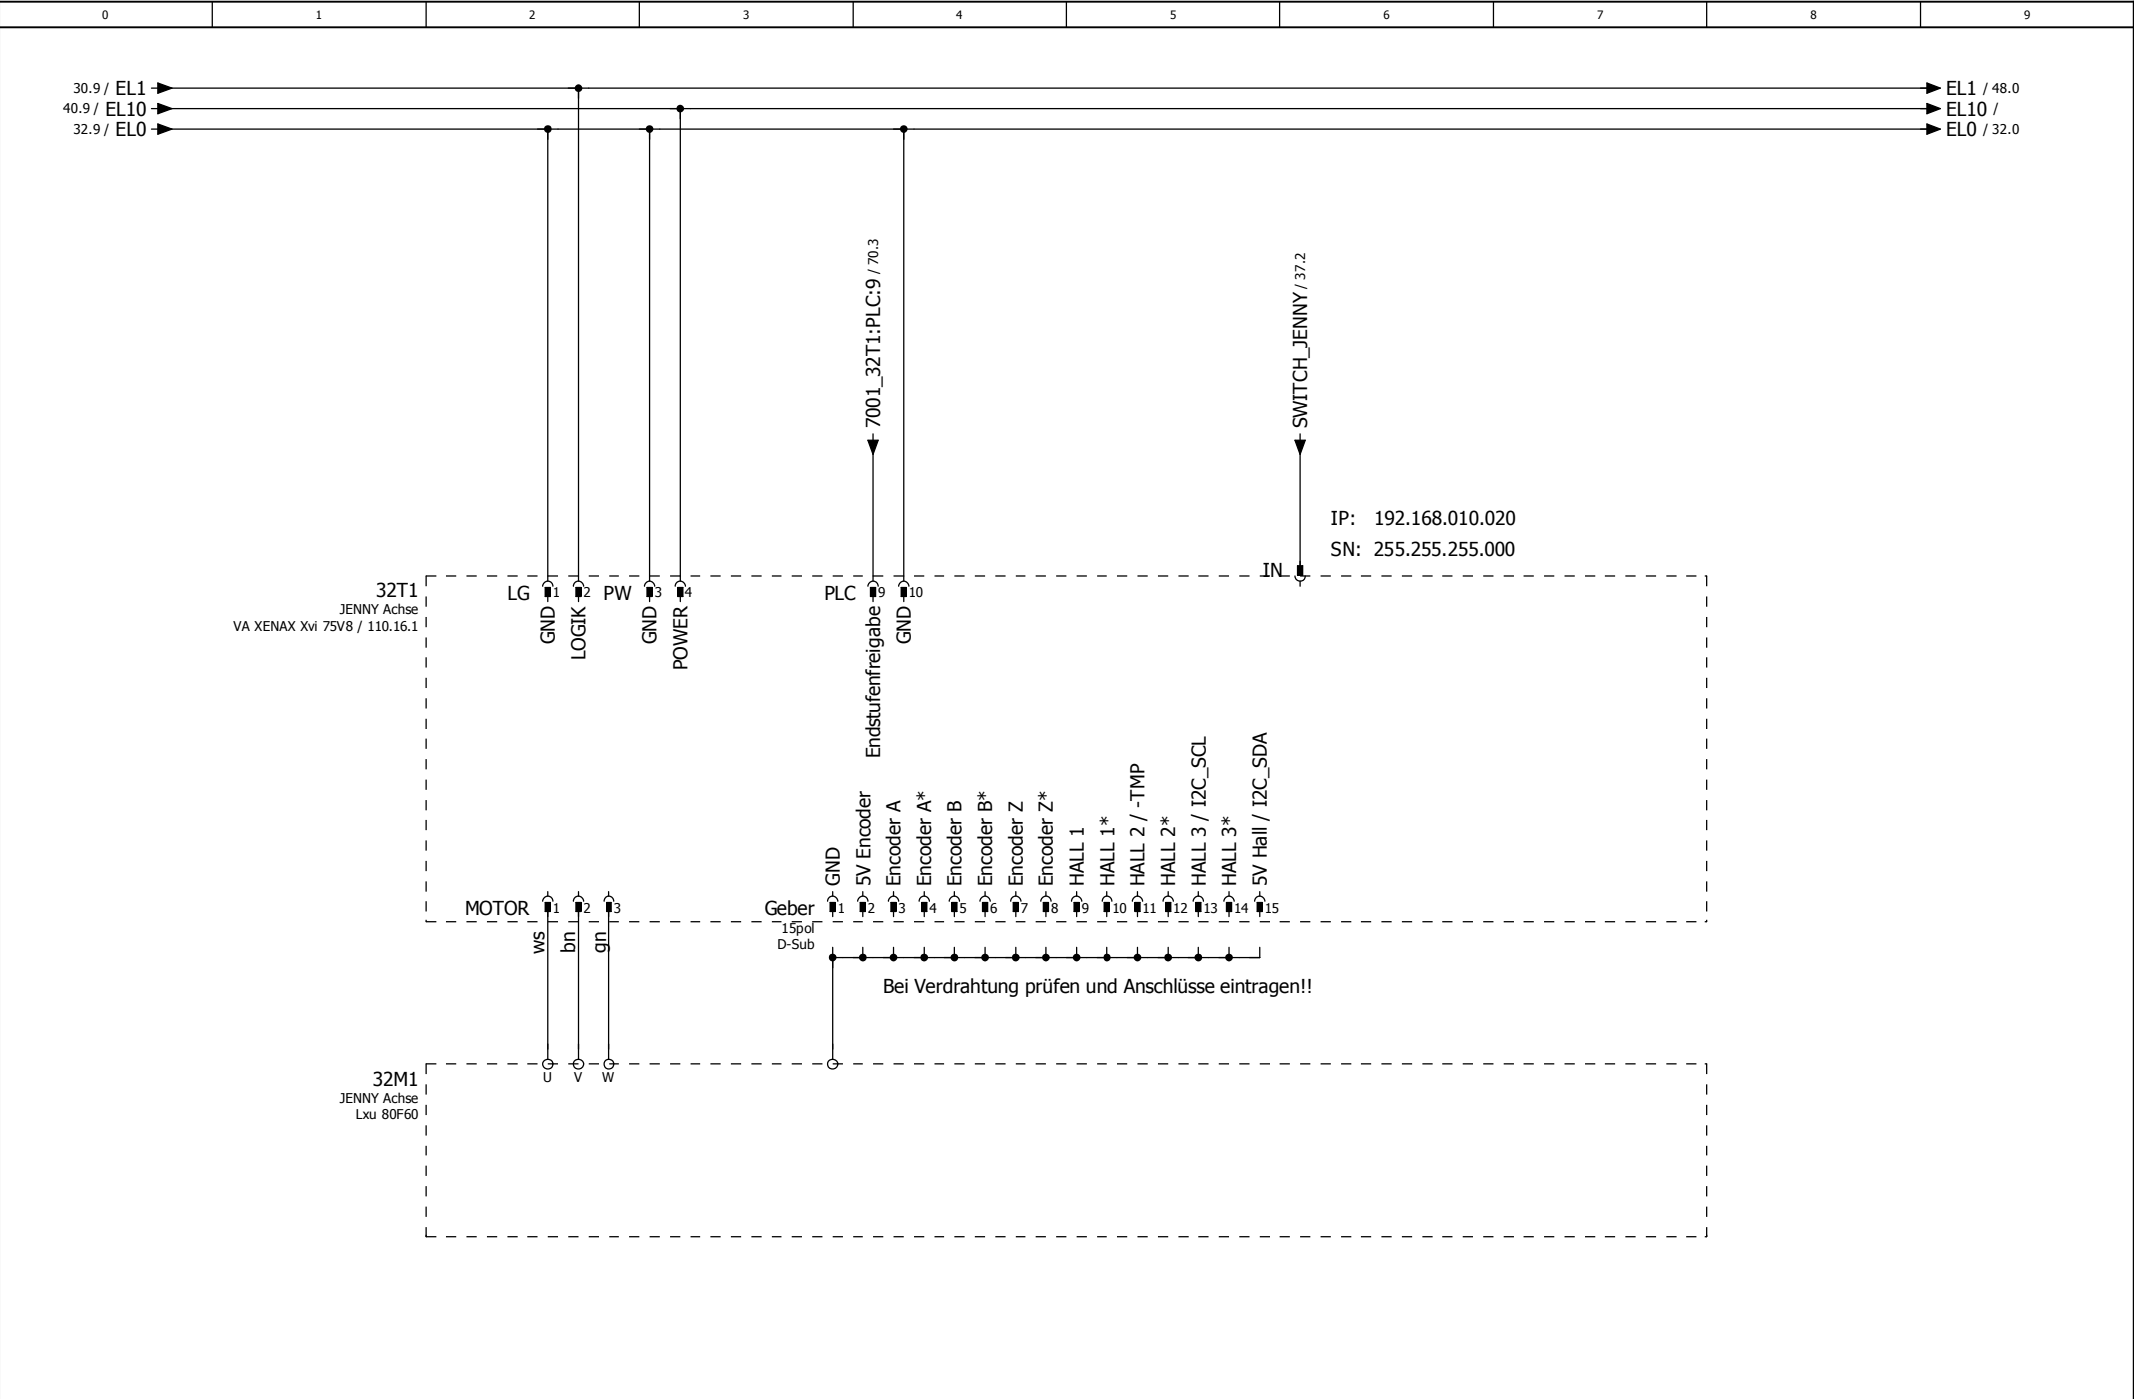 0 1 2 3 4 5 6 7 8 9
30.9 / EL1
EL1 / 48.0
40.9 / EL10
EL10 /
32.9 / EL0
EL0 / 32.0
7001_32T1:PLC:9 / 70.3
SWITCH_JENNY / 37.2
IP: 192.168.010.020
SN: 255.255.255.000
IN
32T1
JENNY Achse
VA XENAX Xvi 75V8 / 110.16.1
LG 1 2 PW 3 4 PLC 9 10
GND
LOGIK
GND
POWER
Endstufenfreigabe
GND
GND
5V Encoder
Encoder A
Encoder A*
Encoder B
Encoder B*
Encoder Z
Encoder Z*
HALL 1
HALL 1*
HALL 2 / -TMP
HALL 2*
HALL 3 / I2C_SCL
HALL 3*
5V Hall / I2C_SDA
MOTOR 1 2 3
Geber 1 2 3 4 5 6 7 8 9 10 11 12 13 14 15
15pol
D-Sub
ws
bn
gn
Bei Verdrahtung prüfen und Anschlüsse eintragen!!
U V W
32M1
JENNY Achse
Lxu 80F60